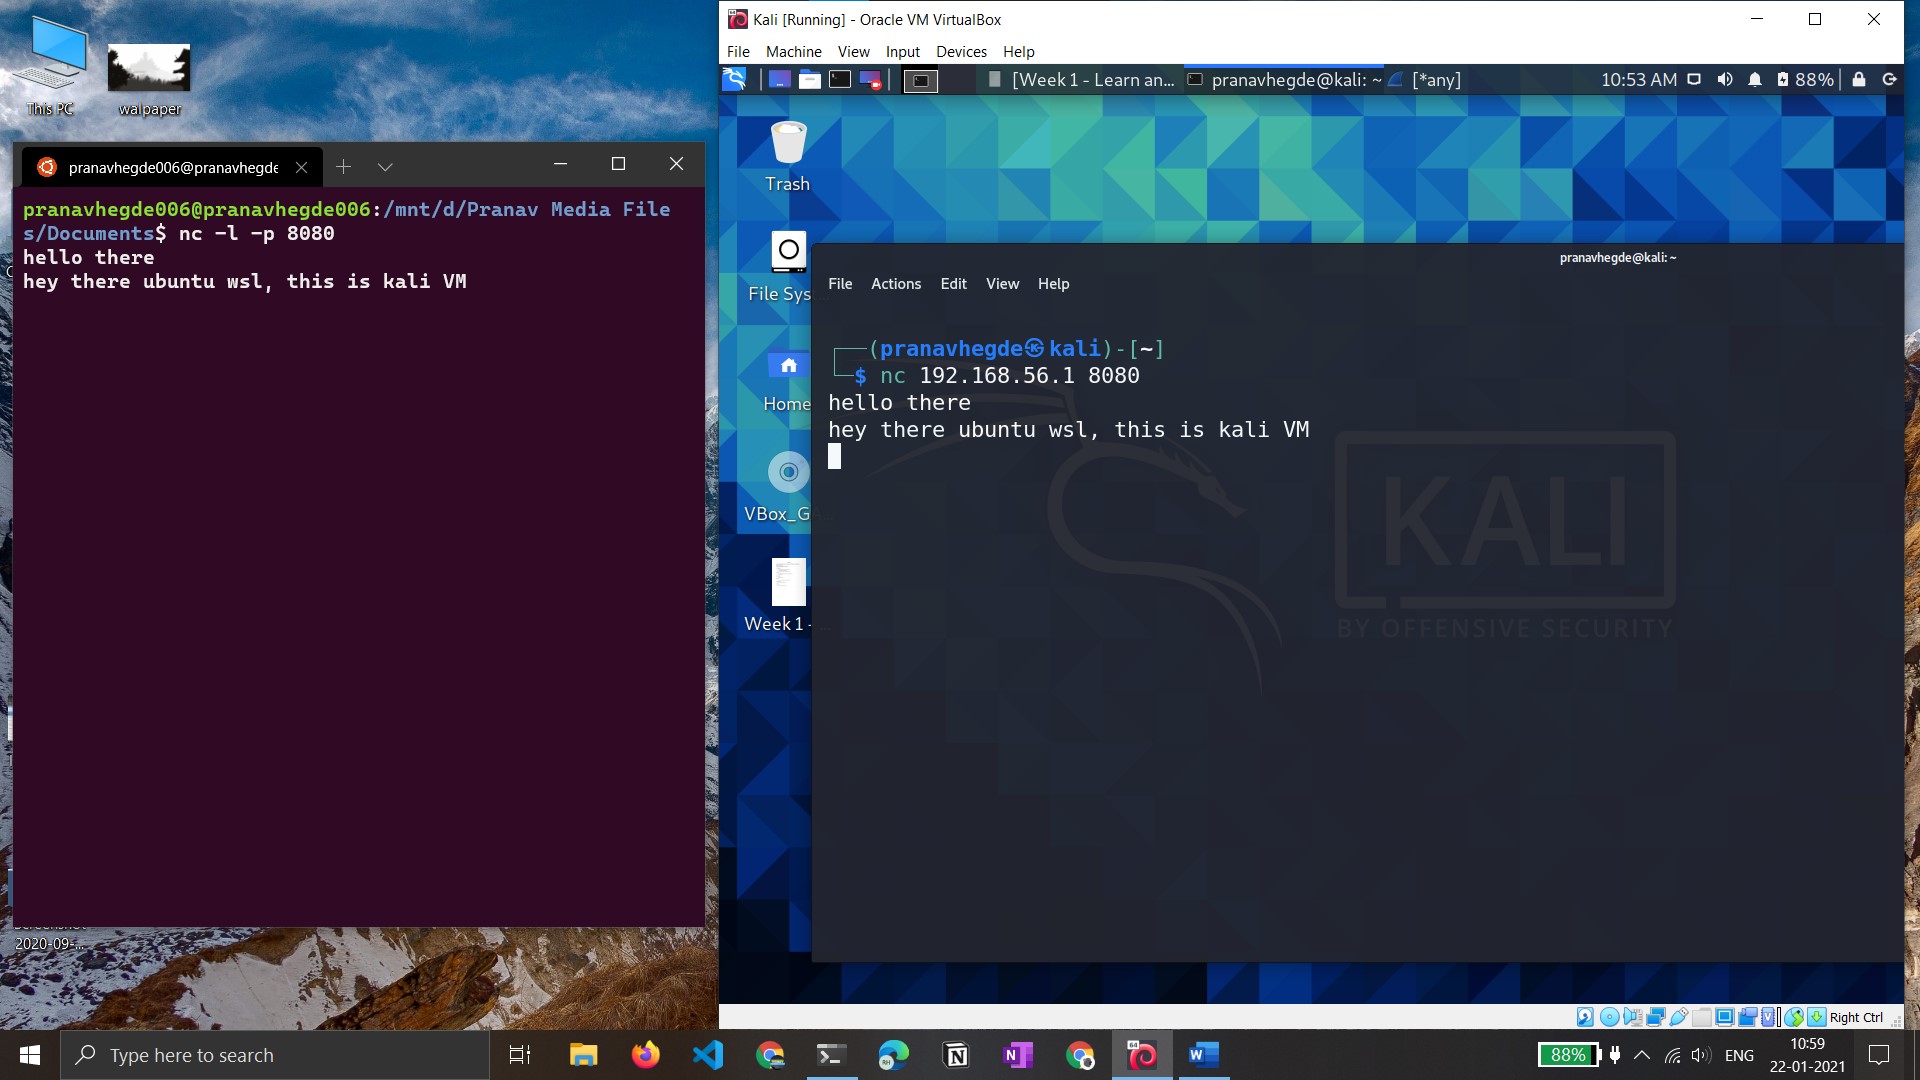 This PC
walpaper
pranavhegde006@pranavhegde
pranavhegde006@pranavhegde006:/mnt/d/Pranav Media File
s/Documents$ nc -l -p 8080
hello there
hey there ubuntu wsl, this is kali VM
2020-09-...
Kali [Running] - Oracle VM VirtualBox
File Machine View Input Devices Help
[Week 1 - Learn an... pranavhegde@kali: ~ [*any] 10:53 AM 88%
Trash
File Sys
Home
VBox_G
Week 1 - ...
pranavhegde@kali: ~
File Actions Edit View Help
(pranavhegde㉿kali)-[~]
$ nc 192.168.56.1 8080
hello there
hey there ubuntu wsl, this is kali VM
KALI
BY OFFENSIVE SECURITY
Right Ctrl
Type here to search
88% ENG 10:59
22-01-2021